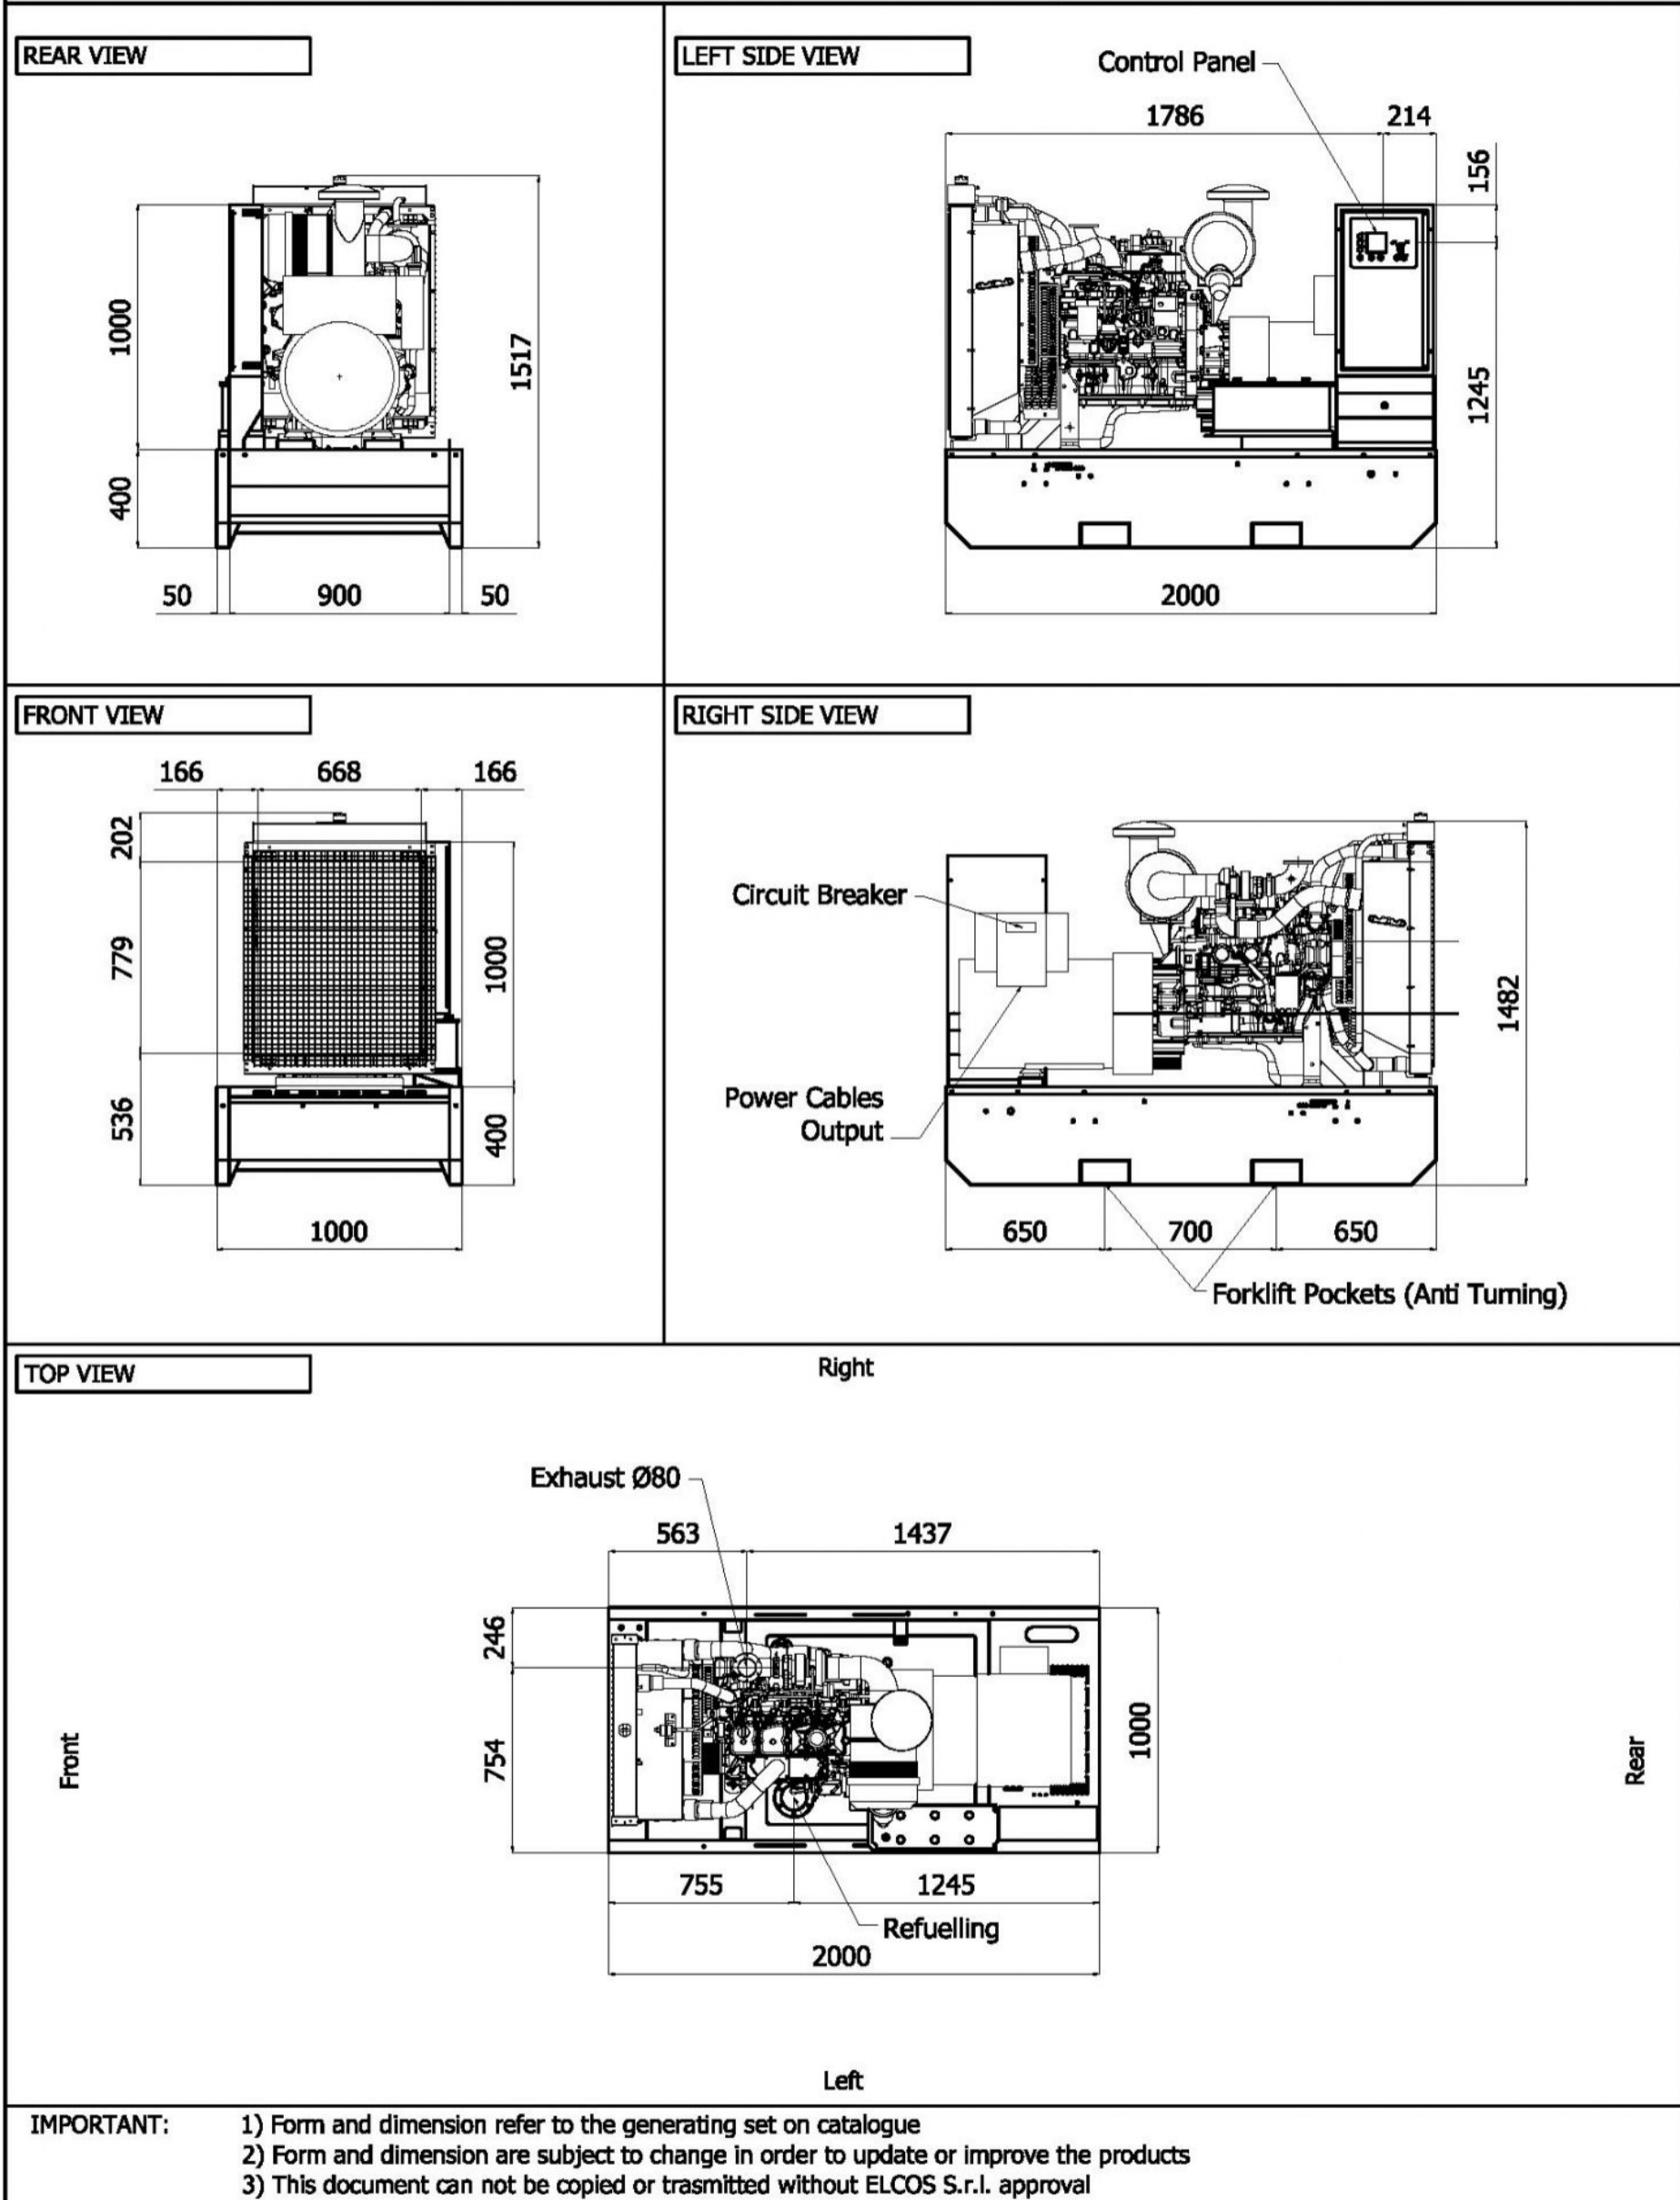 REAR VIEW
1000
400
1517
50
900
50
LEFT SIDE VIEW
Control Panel
1786
214
156
1245
2000
FRONT VIEW
166
668
166
202
779
536
1000
400
1000
RIGHT SIDE VIEW
Circuit Breaker
Power Cables
Output
1482
650
700
650
Forklift Pockets (Anti Turning)
TOP VIEW
Right
Exhaust Ø80
563
1437
246
754
1000
Front
Rear
755
1245
Refuelling
2000
Left
IMPORTANT: 1) Form and dimension refer to the generating set on catalogue
2) Form and dimension are subject to change in order to update or improve the products
3) This document can not be copied or trasmitted without ELCOS S.r.l. approval